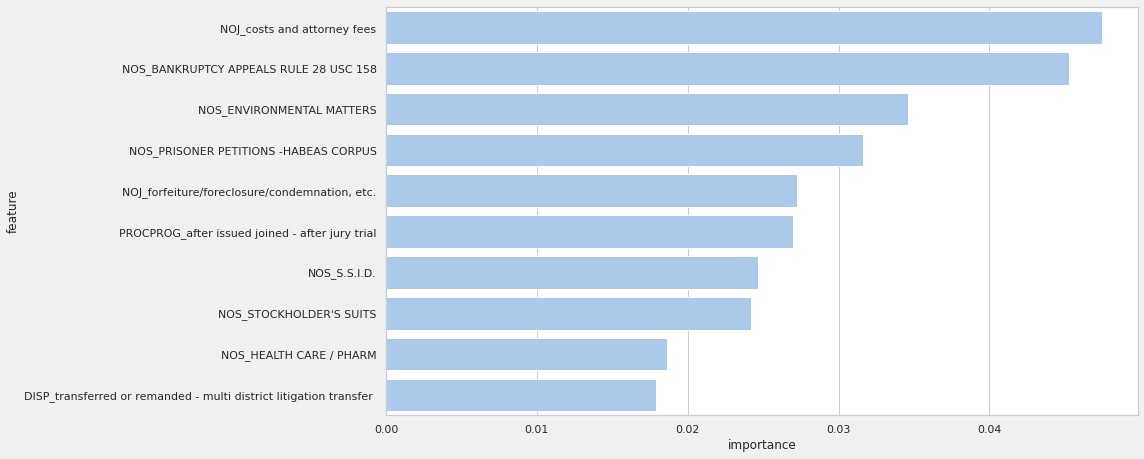 NOJ_costs and attorney fees
NOS_BANKRUPTCY APPEALS RULE 28 USC 158
NOS_ENVIRONMENTAL MATTERS
NOS_PRISONER PETITIONS -HABEAS CORPUS
NOJ_forfeiture/foreclosure/condemnation, etc.
feature
PROCPROG_after issued joined - after jury trial
NOS_S.S.I.D.
NOS_STOCKHOLDER'S SUITS
NOS_HEALTH CARE / PHARM
DISP_transferred or remanded - multi district litigation transfer
0.00 0.01 0.02 0.03 0.04
importance